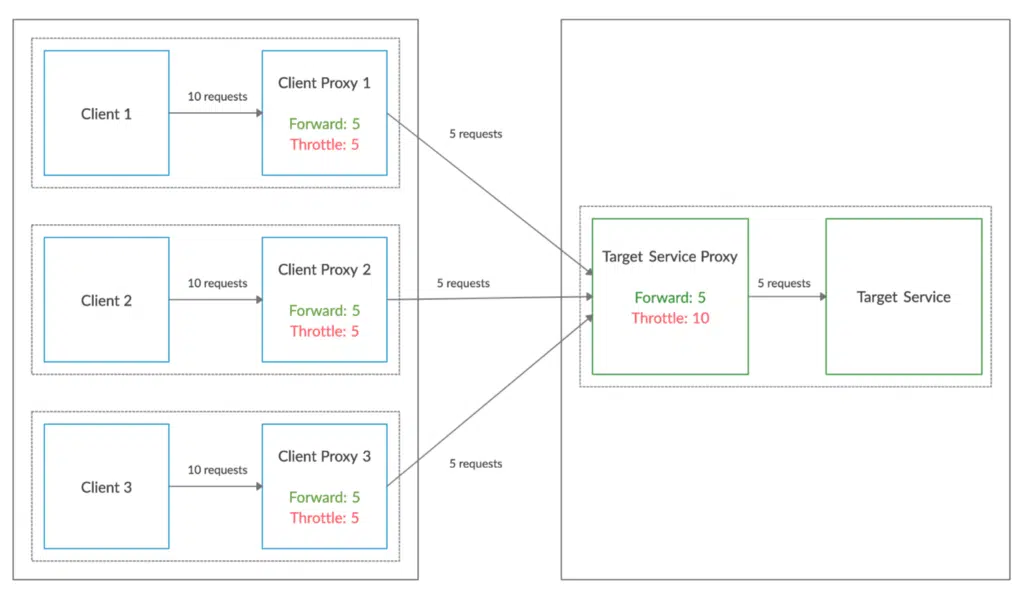 Client 1
10 requests
Client Proxy 1
Forward: 5
Throttle: 5
5 requests
Client 2
10 requests
Client Proxy 2
Forward: 5
Throttle: 5
5 requests
Client 3
10 requests
Client Proxy 3
Forward: 5
Throttle: 5
5 requests
Target Service Proxy
Forward: 5
Throttle: 10
5 requests
Target Service